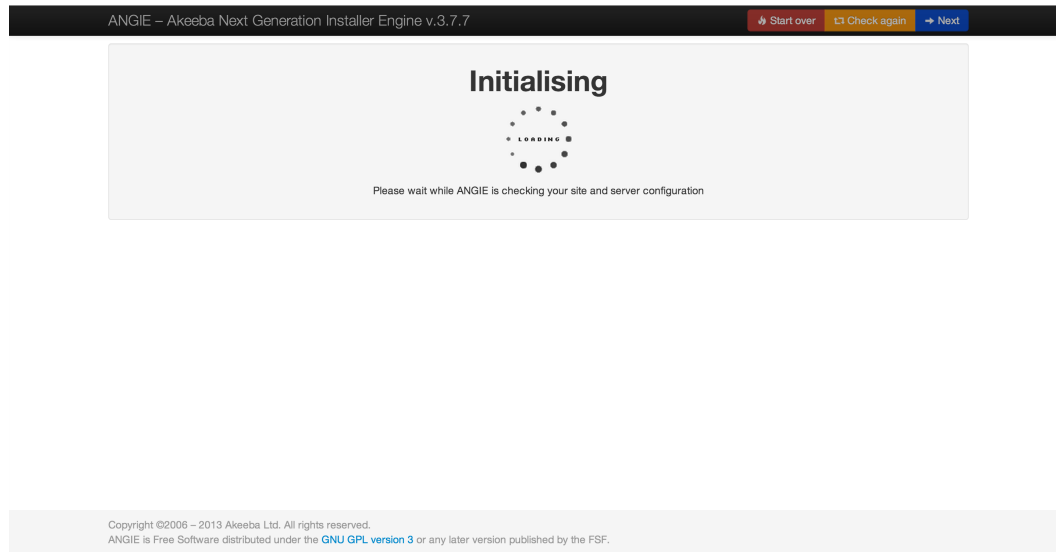 ANGIE – Akeeba Next Generation Installer Engine v.3.7.7
Start over
Check again
Next
Initialising
LOADING
Please wait while ANGIE is checking your site and server configuration
Copyright ©2006 – 2013 Akeeba Ltd. All rights reserved.
ANGIE is Free Software distributed under the GNU GPL version 3 or any later version published by the FSF.